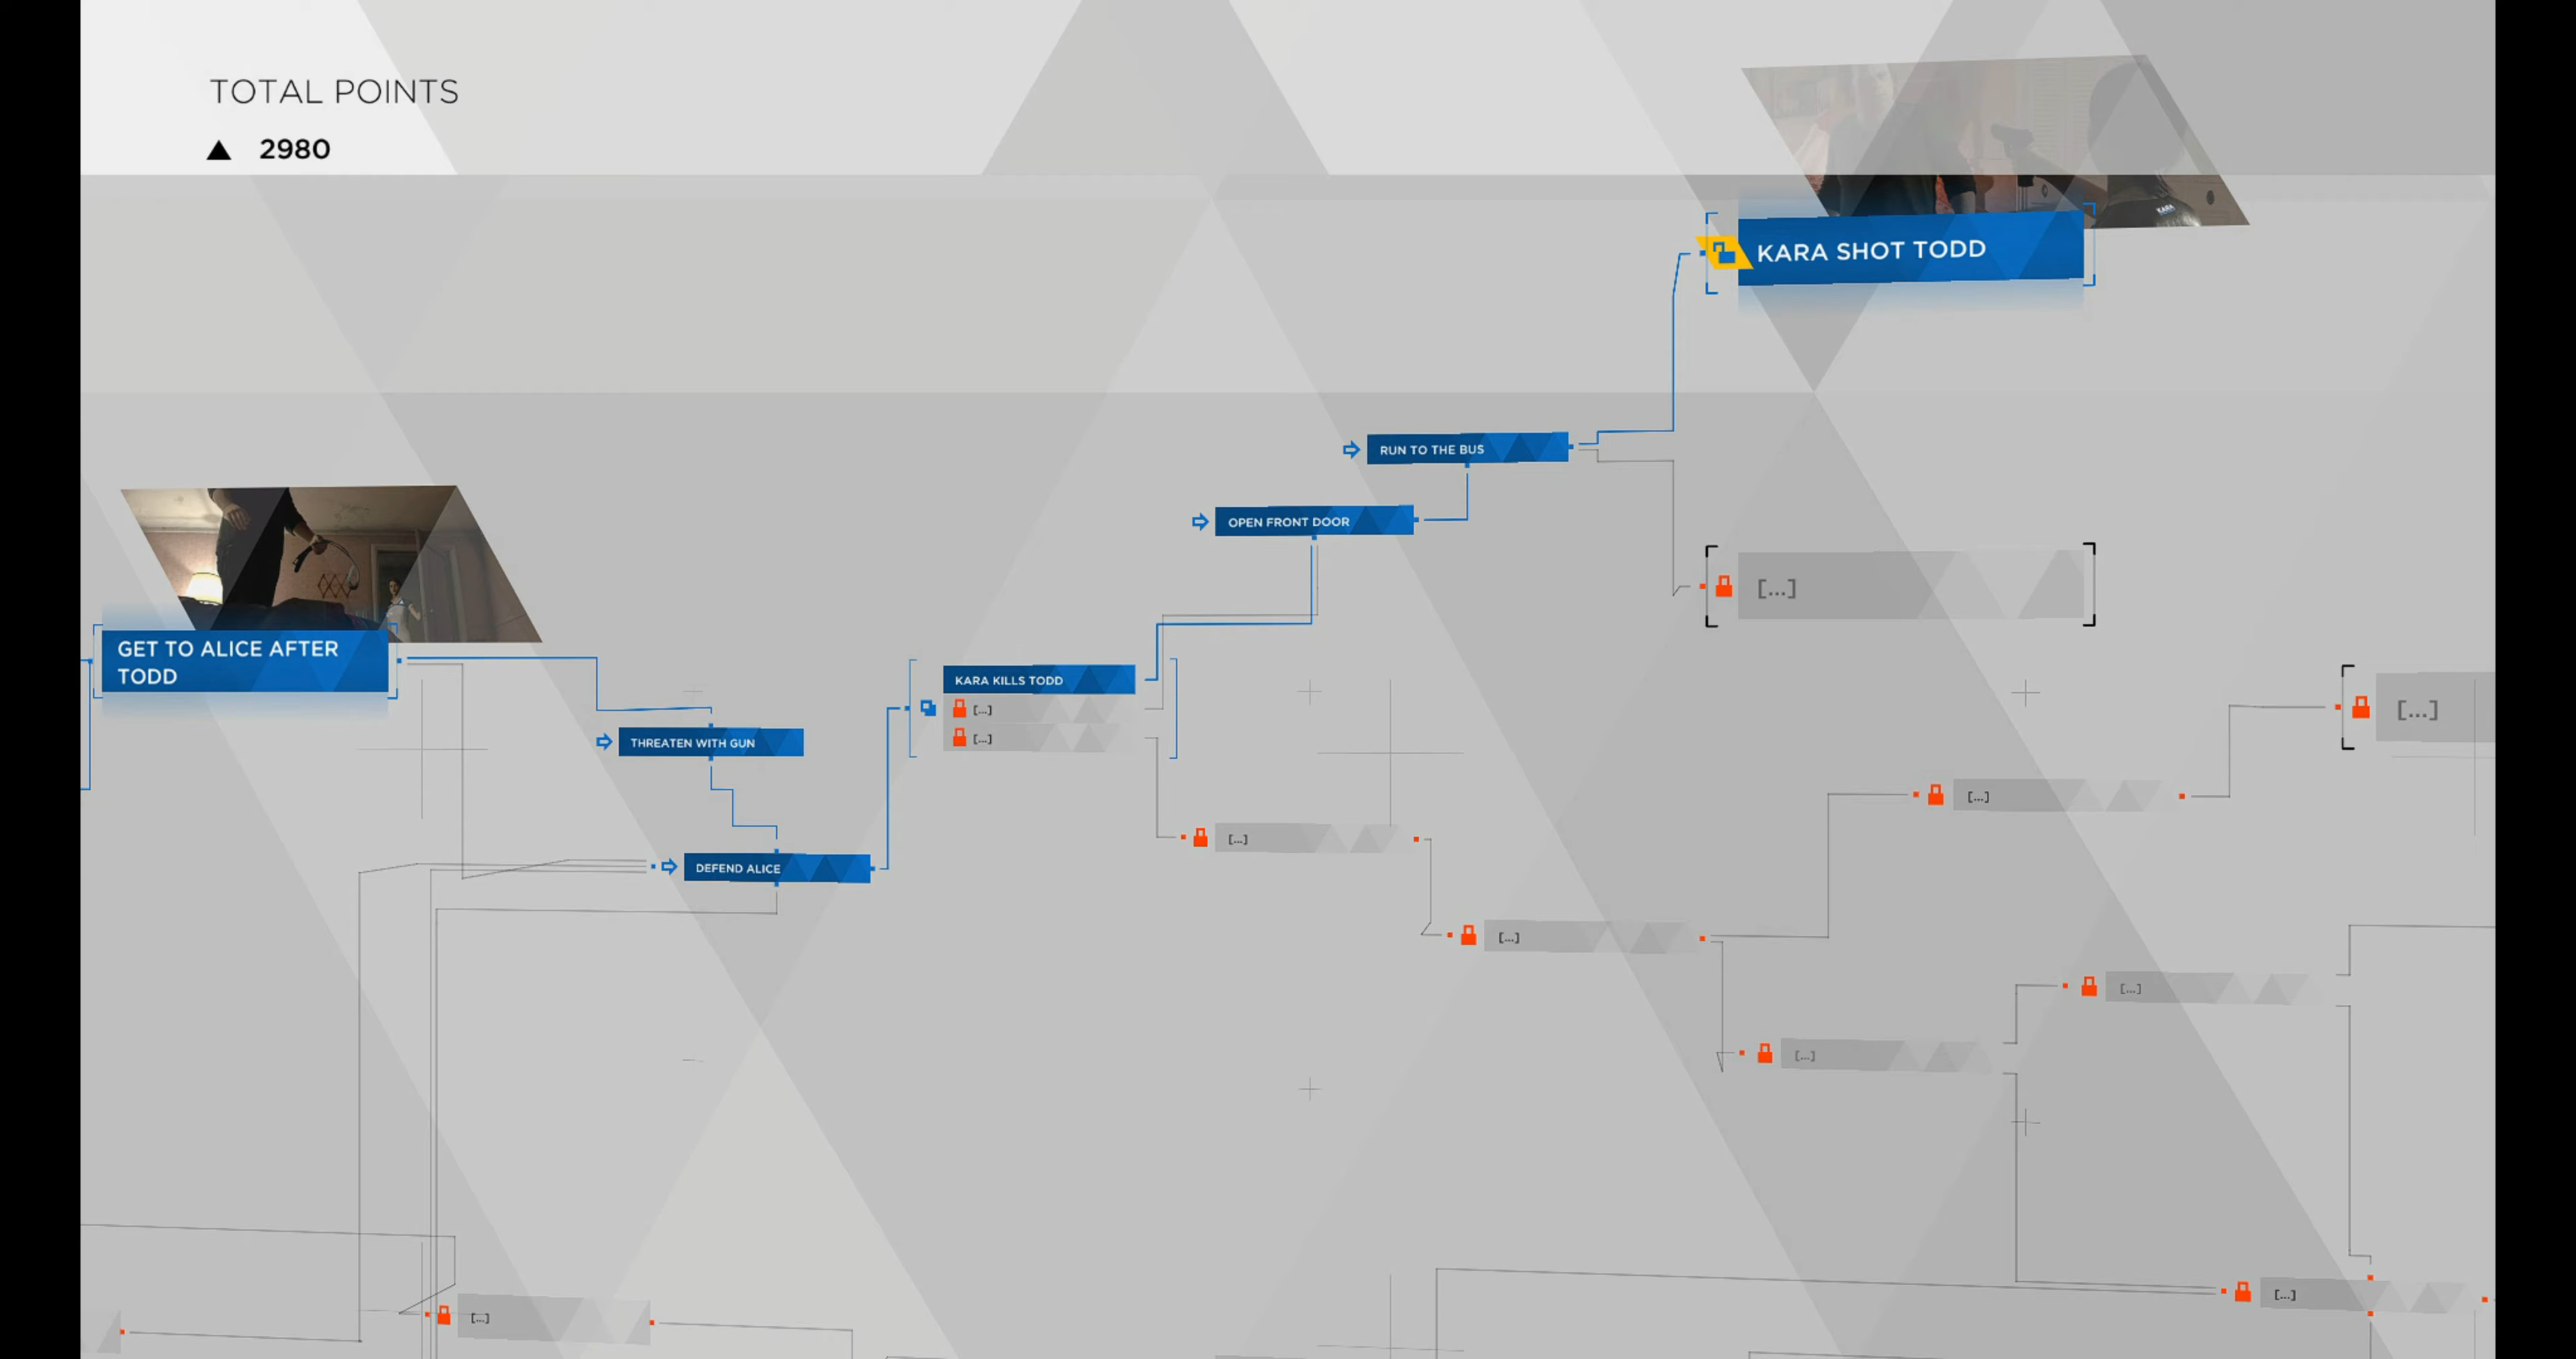 TOTAL POINTS
2980
KARA
KARA SHOT TODD
RUN TO THE BUS
OPEN FRONT DOOR
[...]
GET TO ALICE AFTER
TODD
KARA KILLS TODD
[...]
[...]
THREATEN WITH GUN
[...]
[...]
[...]
DEFEND ALICE
[...]
[...]
[...]
[...]
[...]